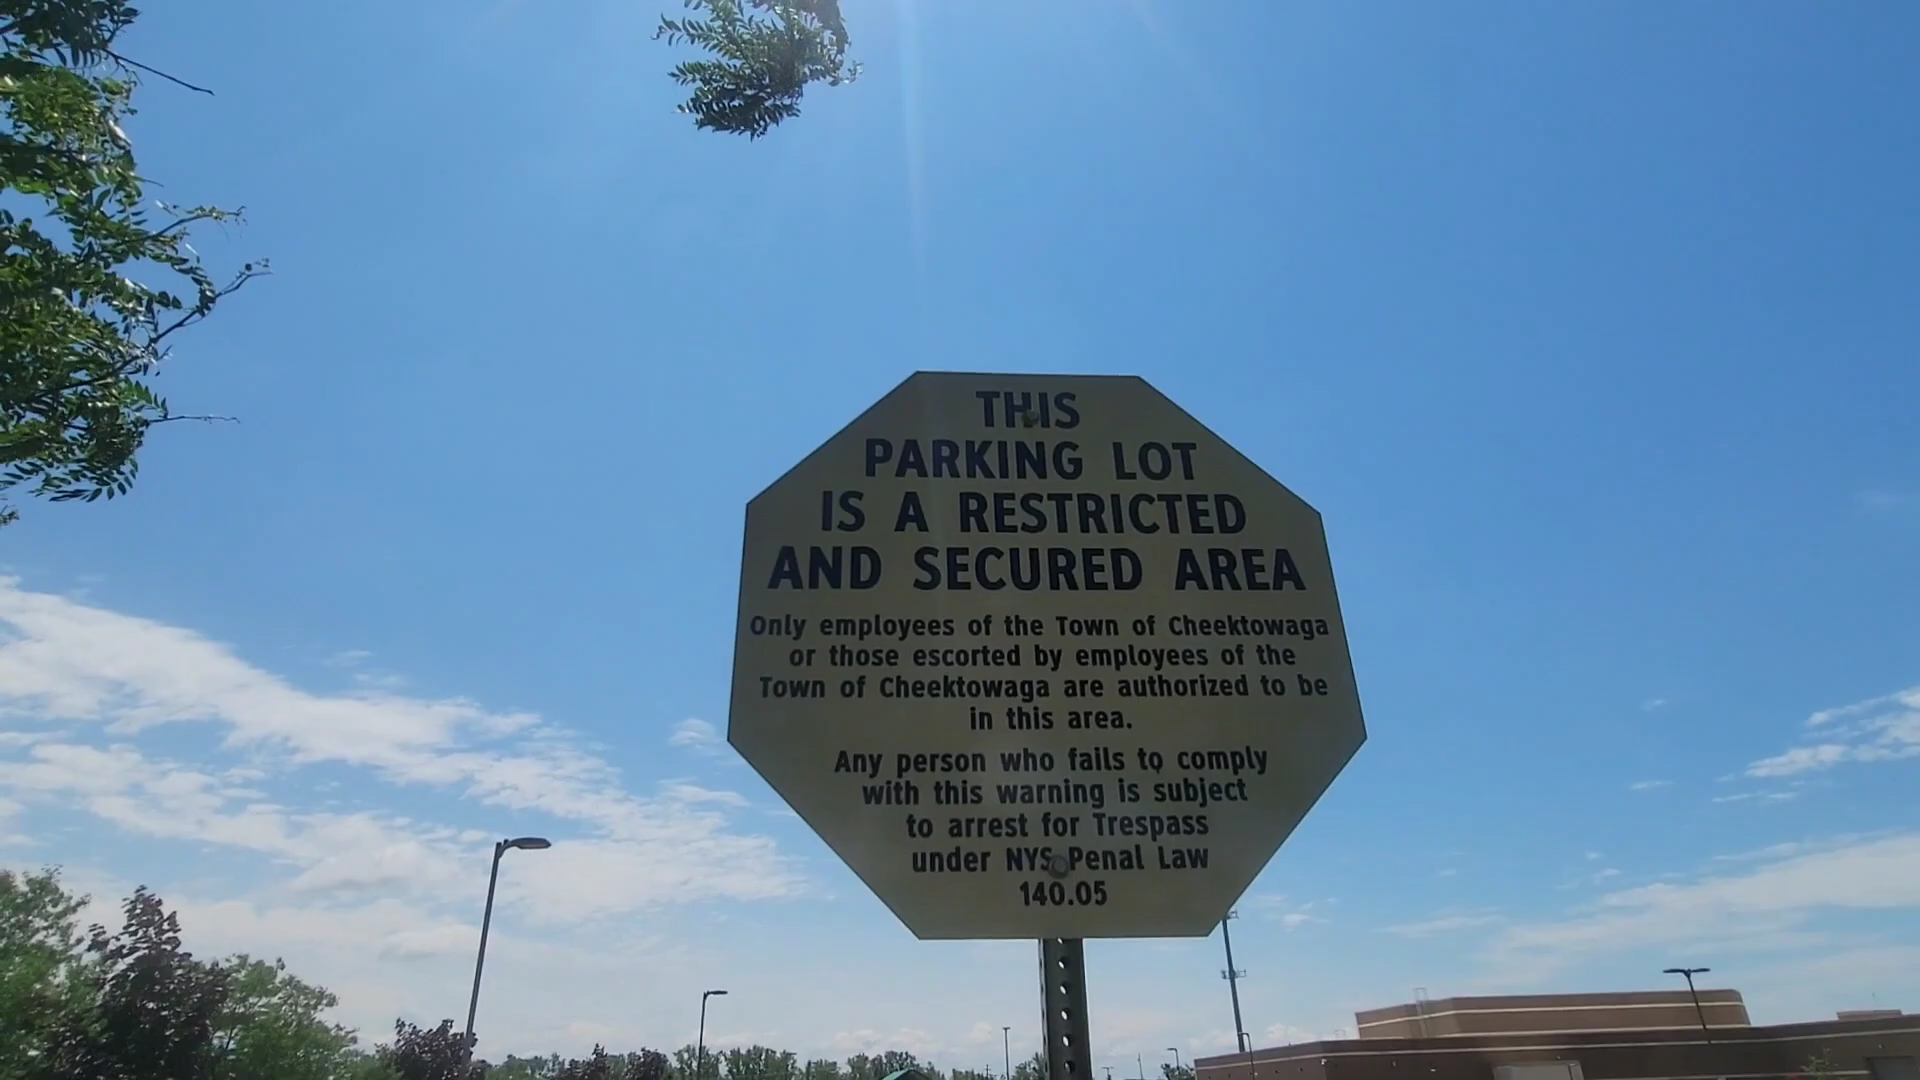 THIS
PARKING LOT
IS A RESTRICTED
AND SECURED AREA
Only employees of the Town of Cheektowaga
or those escorted by employees of the
Town of Cheektowaga are authorized to be
in this area.
Any person who fails to comply
with this warning is subject
to arrest for Trespass
under NYS Penal Law
140.05